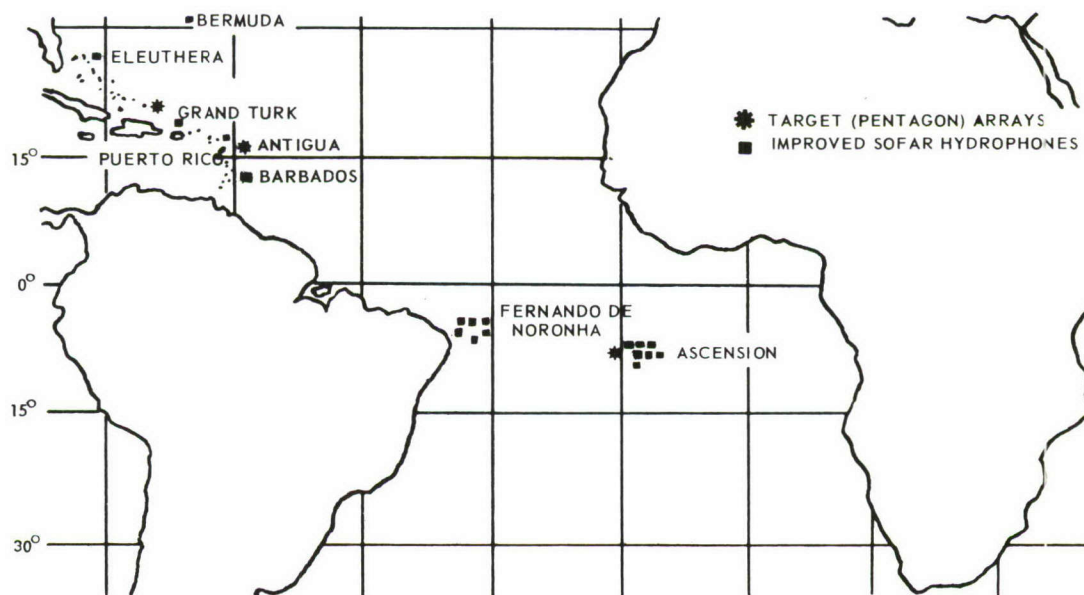 BERMUDA
ELEUTHERA
GRAND TURK
TARGET (PENTAGON) ARRAYS
IMPROVED SOFAR HYDROPHONES
ANTIGUA
15°
PUERTO RICO
BARBADOS
0°
FERNANDO DE
NORONHA
ASCENSION
15°
30°